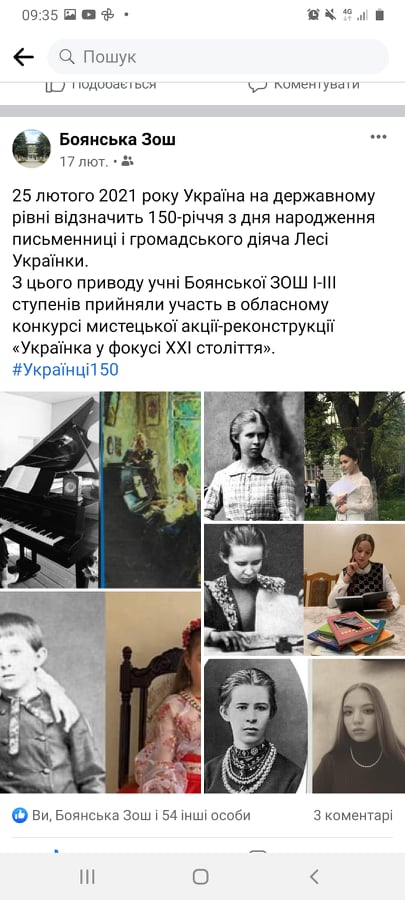 09:35
4G
Пошук
Подобається
Коментувати
Боянська Зош
17 лют.
25 лютого 2021 року Україна на державному
рівні відзначить 150-річчя з дня народження
письменниці і громадського діяча Лесі
Українки.
З цього приводу учні Боянської ЗОШ І-ІІІ
ступенів прийняли участь в обласному
конкурсі мистецької акції-реконструкції
«Українка у фокусі ХХІ століття».
#Українці150
Ви, Боянська Зош і 54 інші особи
3 коментарі